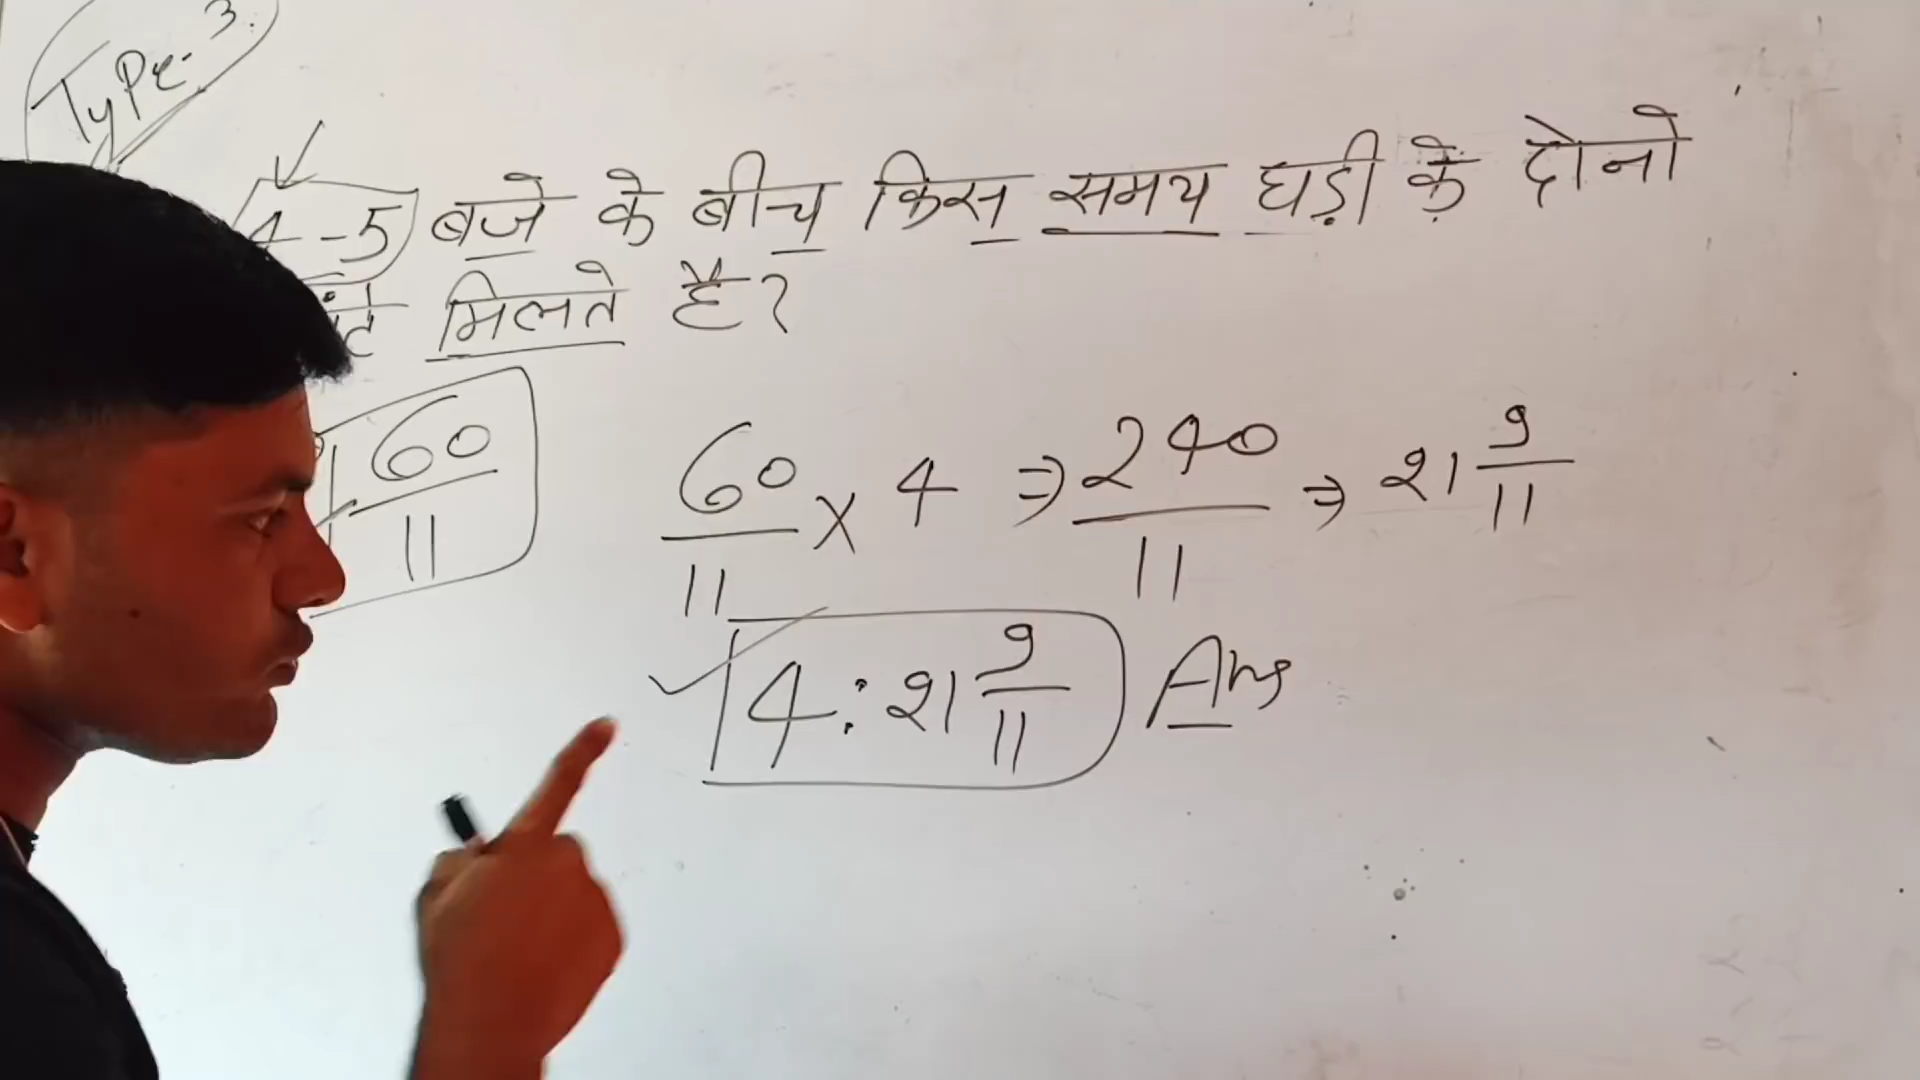 Type-3.
4-5 बजे के बीच किस समय घड़ी के दोनो
मिलते हैं?
60/11
60/11 × 4 ⇒ 240/11 ⇒ 21 9/11
4:21 9/11 Ans